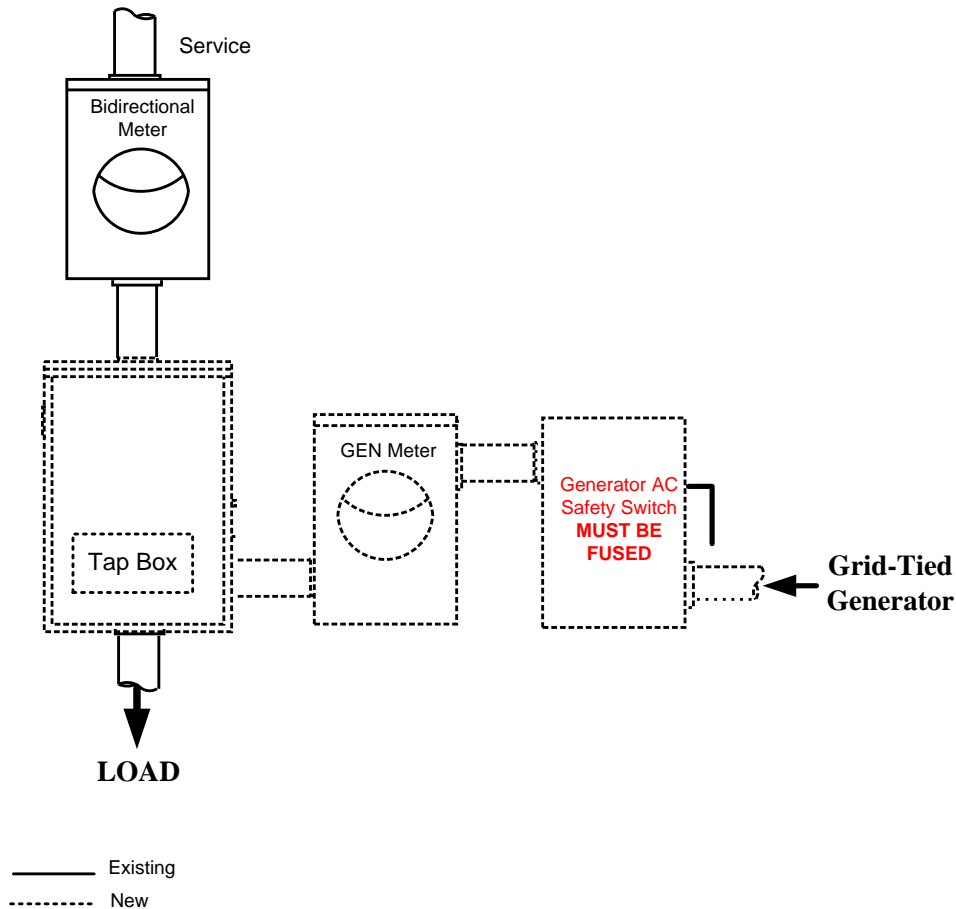 Service
Bidirectional
Meter
GEN Meter
Generator AC
Safety Switch
MUST BE
FUSED
Tap Box
Grid-Tied
Generator
LOAD
Existing
New